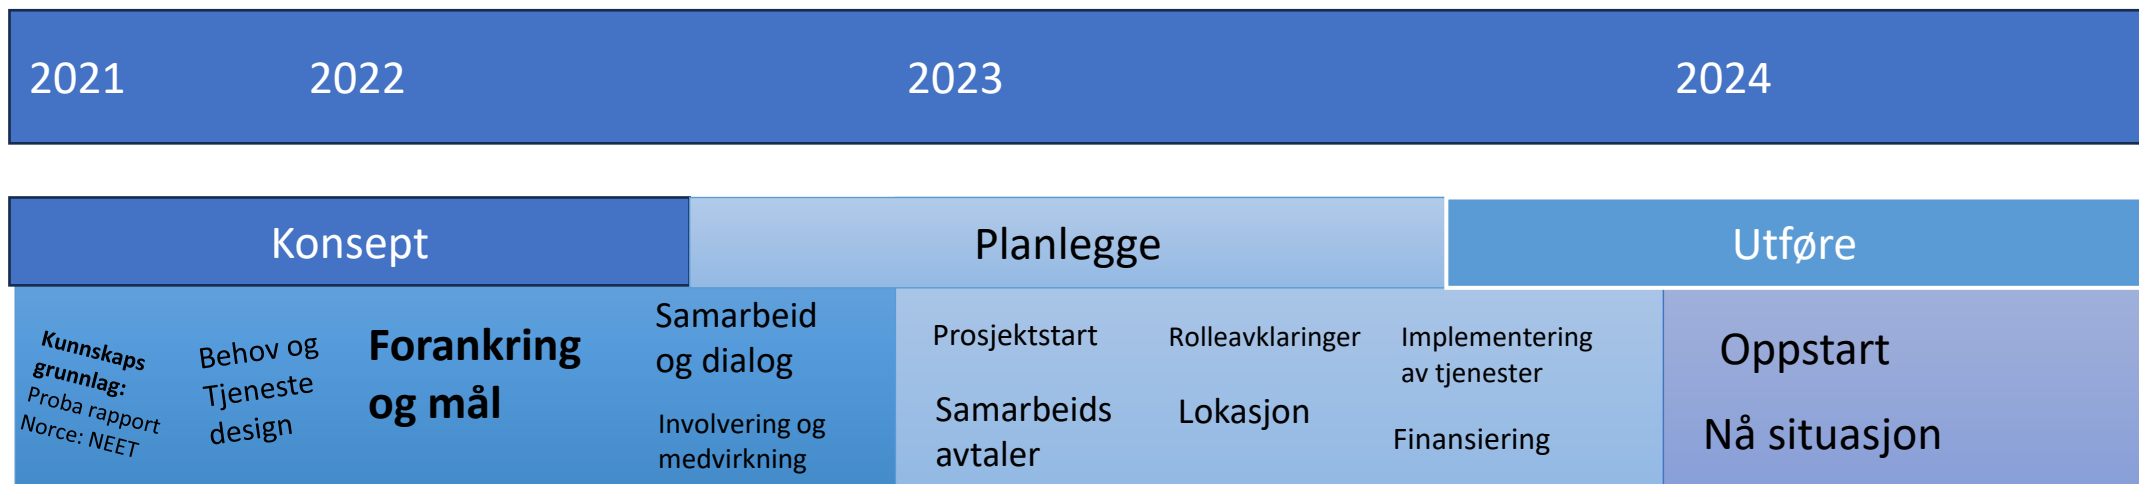 2021 2022 2023 2024
Konsept Planlegge Utføre
Kunnskaps
grunnlag:
Proba rapport
Norce: NEET
Behov og
Tjeneste
design
Forankring
og mål
Samarbeid
og dialog
Involvering og
medvirkning
Prosjektstart
Samarbeids
avtaler
Rolleavklaringer
Lokasjon
Implementering
av tjenester
Finansiering
Oppstart
Nå situasjon